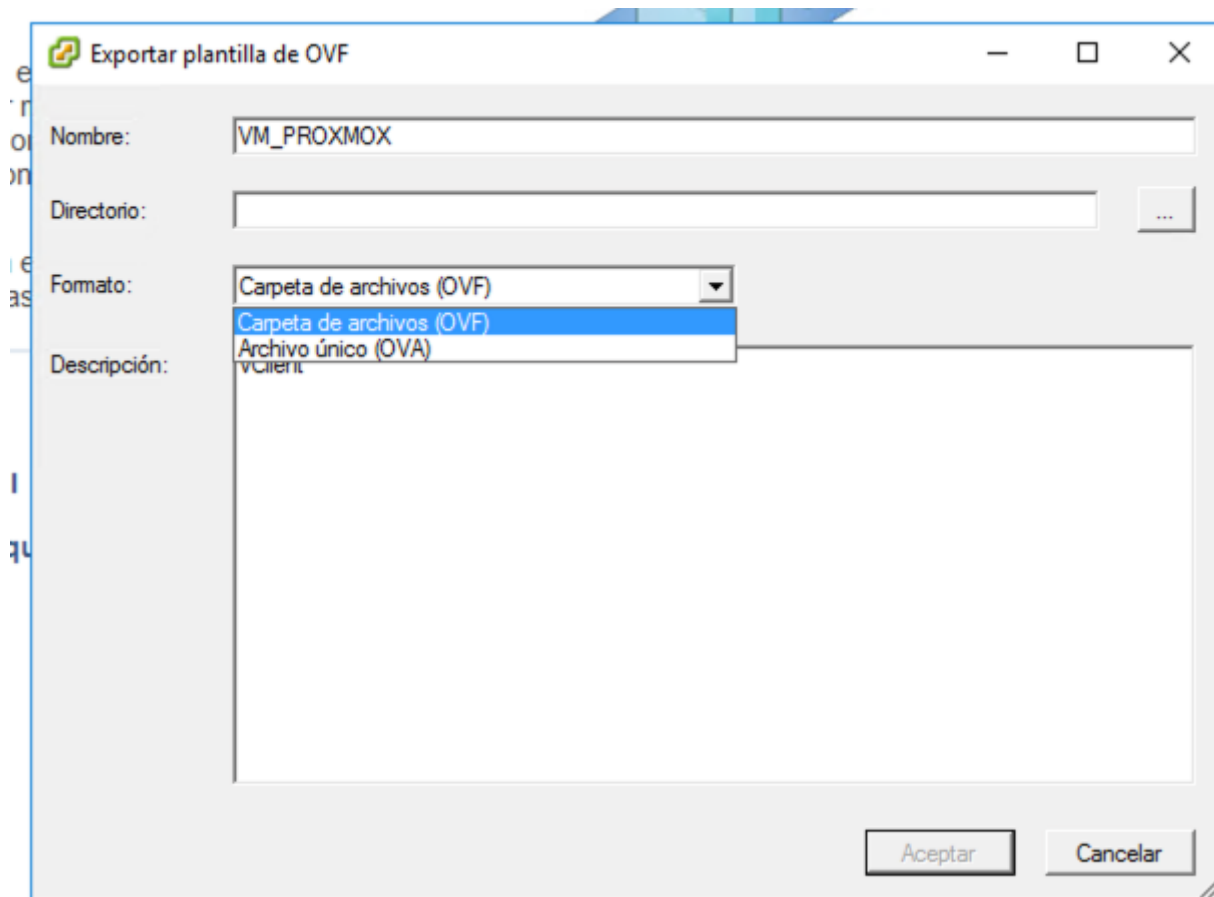 Exportar plantilla de OVF
Nombre:
VM_PROXMOX
Directorio:
...
Formato:
Carpeta de archivos (OVF)
Carpeta de archivos (OVF)
Archivo único (OVA)
Descripción:
vClient
Aceptar
Cancelar